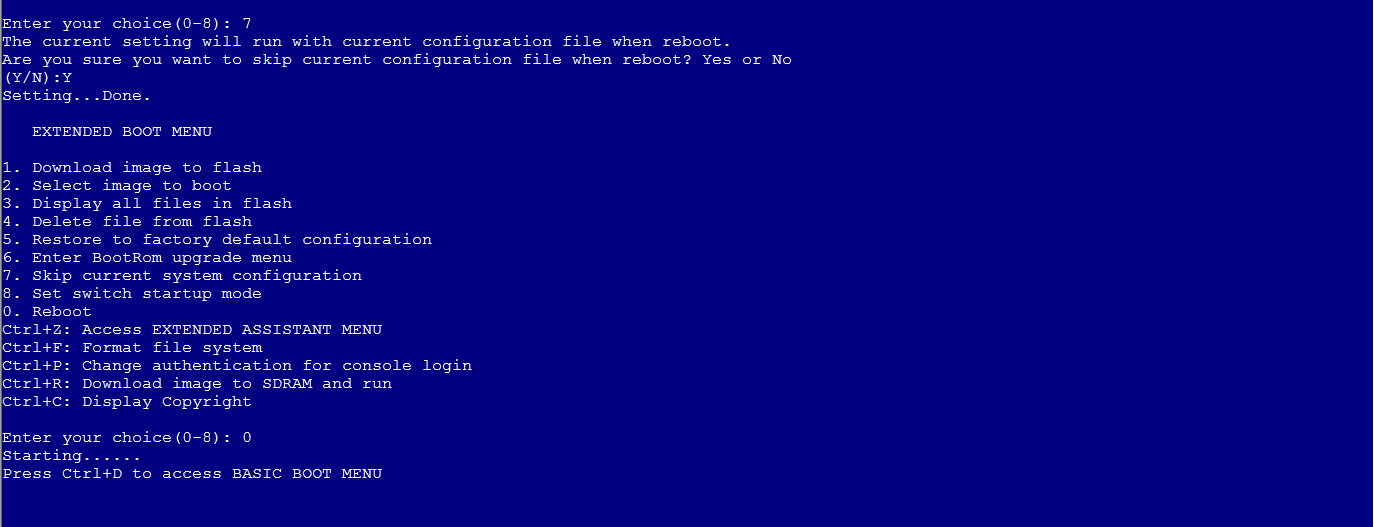 Enter your choice(0-8): 7
The current setting will run with current configuration file when reboot.
Are you sure you want to skip current configuration file when reboot? Yes or No
(Y/N):Y
Setting...Done.
EXTENDED BOOT MENU
1. Download image to flash
2. Select image to boot
3. Display all files in flash
4. Delete file from flash
5. Restore to factory default configuration
6. Enter BootRom upgrade menu
7. Skip current system configuration
8. Set switch startup mode
0. Reboot
Ctrl+Z: Access EXTENDED ASSISTANT MENU
Ctrl+F: Format file system
Ctrl+P: Change authentication for console login
Ctrl+R: Download image to SDRAM and run
Ctrl+C: Display Copyright
Enter your choice(0-8): 0
Starting......
Press Ctrl+D to access BASIC BOOT MENU